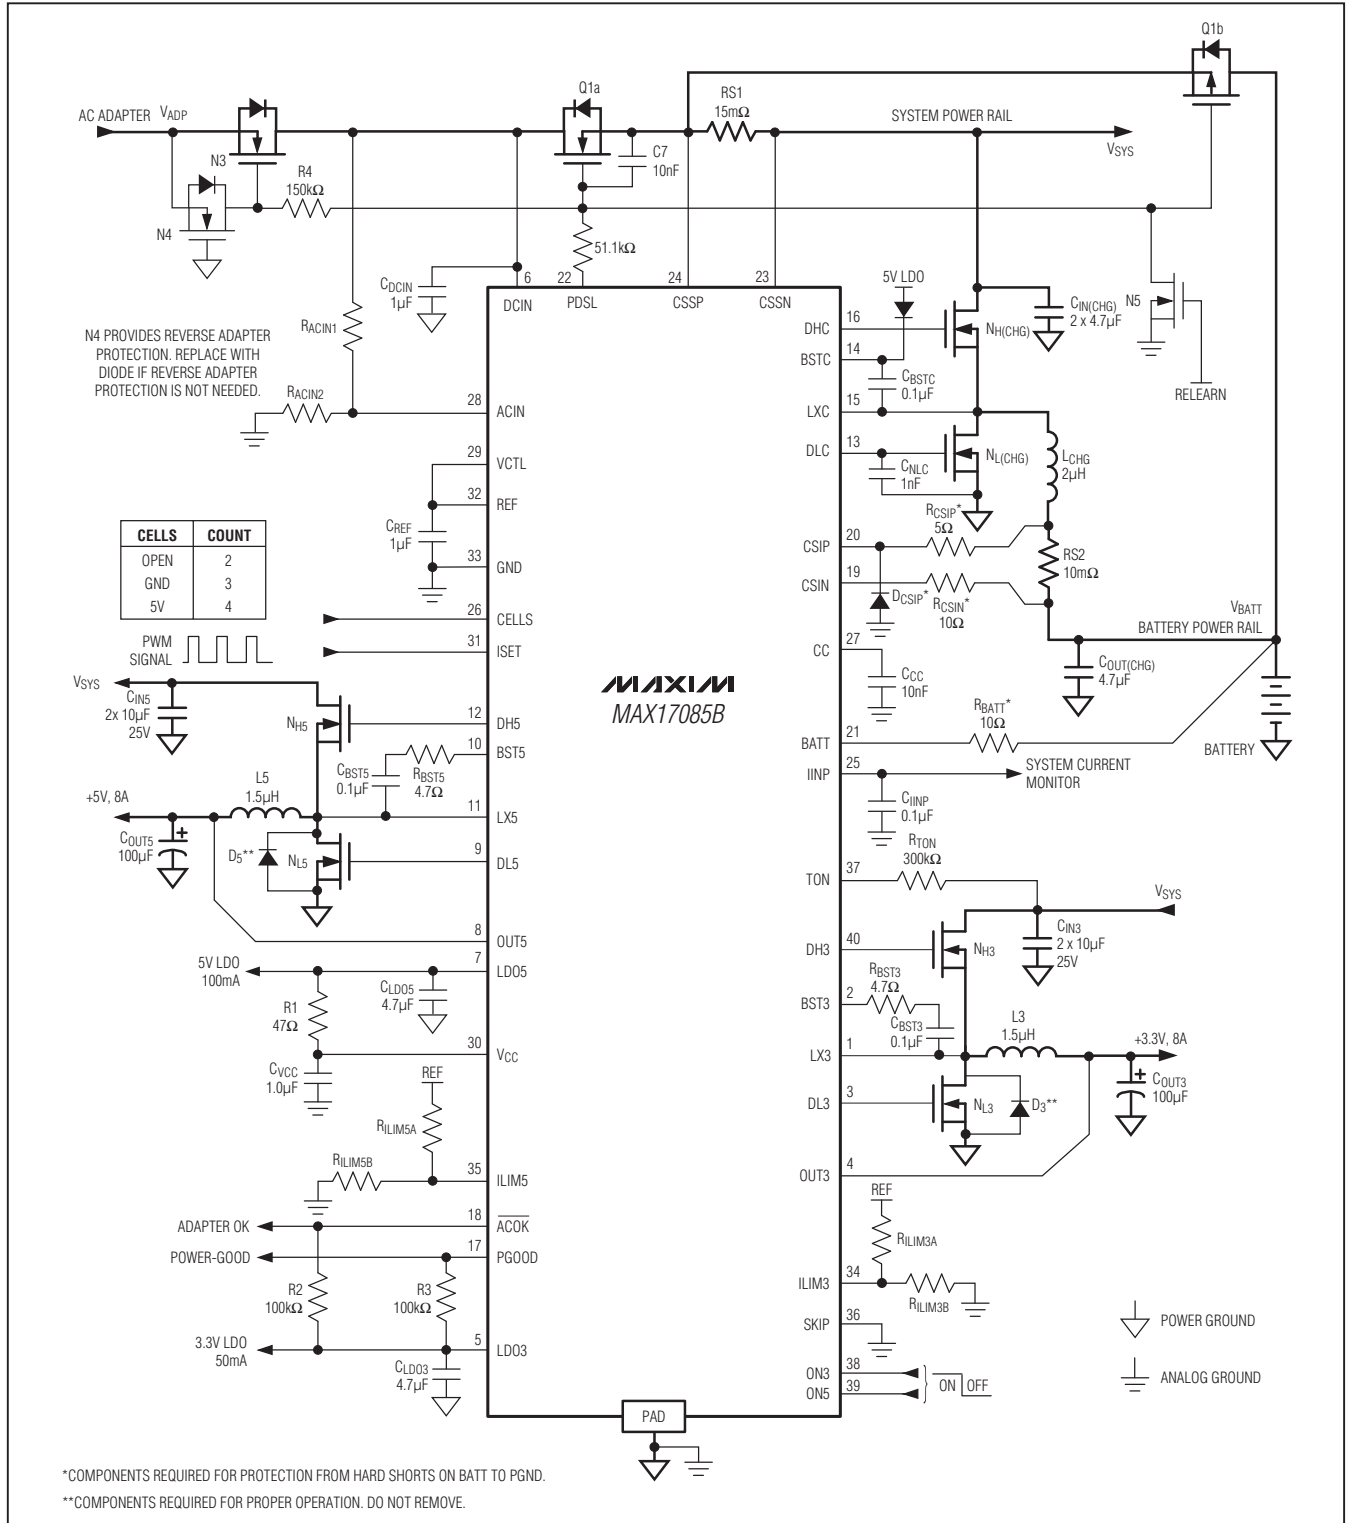 Q1b
AC ADAPTER
VADP
Q1a
RS1
15mΩ
SYSTEM POWER RAIL
VSYS
C7
10nF
N3
R4
150kΩ
N4
51.1kΩ
CDCIN
1µF
6
22
24
23
DCIN
PDSL
CSSP
CSSN
5V LDO
RACIN1
N4 PROVIDES REVERSE ADAPTER
PROTECTION. REPLACE WITH
DIODE IF REVERSE ADAPTER
PROTECTION IS NOT NEEDED.
RACIN2
DHC
16
NH(CHG)
CIN(CHG)
2 x 4.7µF
N5
RELEARN
BSTC
14
CBSTC
0.1µF
LXC
15
28
ACIN
DLC
13
CNLC
1nF
NL(CHG)
LCHG
2µH
29
VCTL
32
REF
CREF
1µF
33
GND
RCSIP*
5Ω
CSIP
20
RS2
10mΩ
CSIN
19
DCSIP*
RCSIN*
10Ω
CELLS
COUNT
OPEN
2
GND
3
5V
4
26
CELLS
31
ISET
PWM
SIGNAL
VBATT
BATTERY POWER RAIL
CC
27
CCC
10nF
COUT(CHG)
4.7µF
MAXIM
MAX17085B
VSYS
CIN5
2x 10µF
25V
NH5
12
DH5
10
BST5
CBST5
0.1µF
RBST5
4.7Ω
RBATT*
10Ω
BATT
21
BATTERY
IINP
25
SYSTEM CURRENT
MONITOR
CIINP
0.1µF
+5V, 8A
L5
1.5µH
11
LX5
COUT5
100µF
D5**
NL5
9
DL5
RTON
300kΩ
TON
37
VSYS
CIN3
2 x 10µF
25V
8
OUT5
DH3
40
NH3
5V LDO
100mA
7
LDO5
CLDO5
4.7µF
R1
47Ω
RBST3
4.7Ω
BST3
2
CBST3
0.1µF
L3
1.5µH
+3.3V, 8A
30
VCC
CVCC
1.0µF
LX3
1
COUT3
100µF
REF
RILIM5A
DL3
3
NL3
D3**
RILIM5B
35
ILIM5
OUT3
4
REF
ADAPTER OK
18
ACOK
POWER-GOOD
17
PGOOD
RILIM3A
R2
100kΩ
R3
100kΩ
ILIM3
34
RILIM3B
SKIP
36
POWER GROUND
3.3V LDO
50mA
5
LDO3
CLDO3
4.7µF
ON3
38
ON5
39
ON
OFF
ANALOG GROUND
PAD
*COMPONENTS REQUIRED FOR PROTECTION FROM HARD SHORTS ON BATT TO PGND.
**COMPONENTS REQUIRED FOR PROPER OPERATION. DO NOT REMOVE.